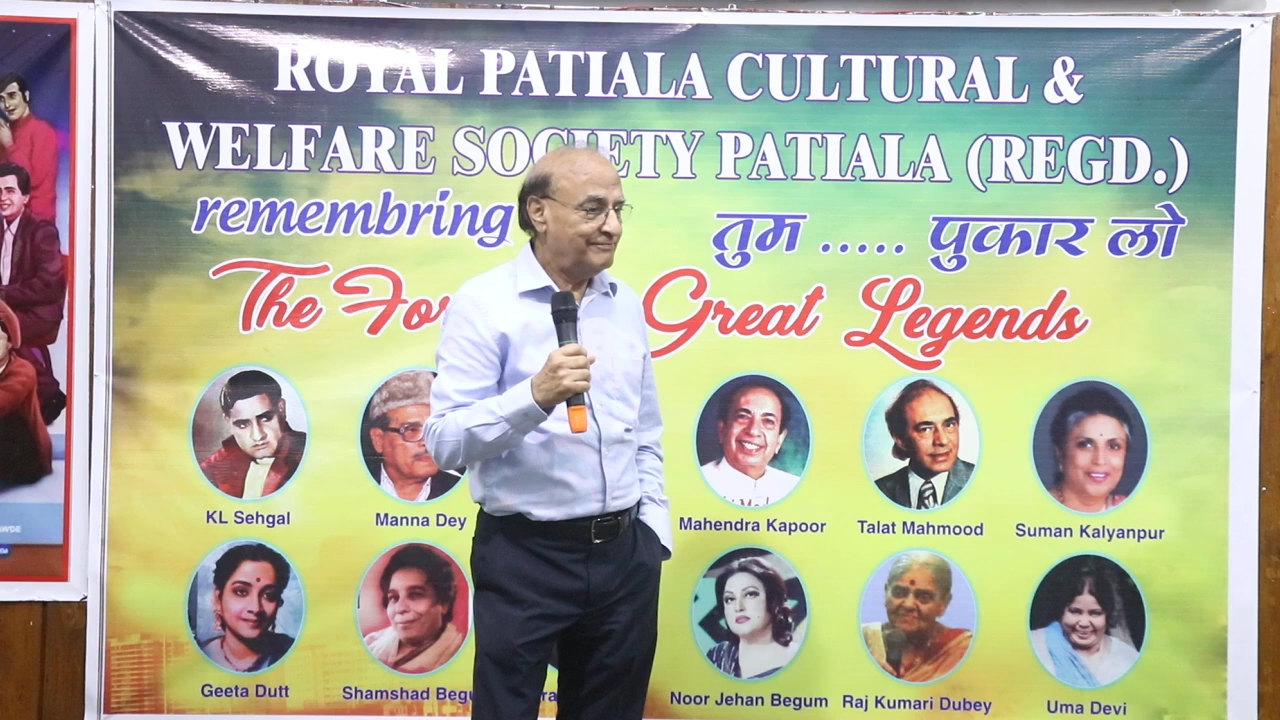 ROYAL PATIALA CULTURAL &
WELFARE SOCIETY PATIALA (REGD.)
remembring तुम ..... पुकार लो
The Great Legends
KL Sehgal Manna Dey Mahendra Kapoor Talat Mahmood Suman Kalyanpur
Geeta Dutt Shamshad Noor Jehan Begum Raj Kumari Dubey Uma Devi